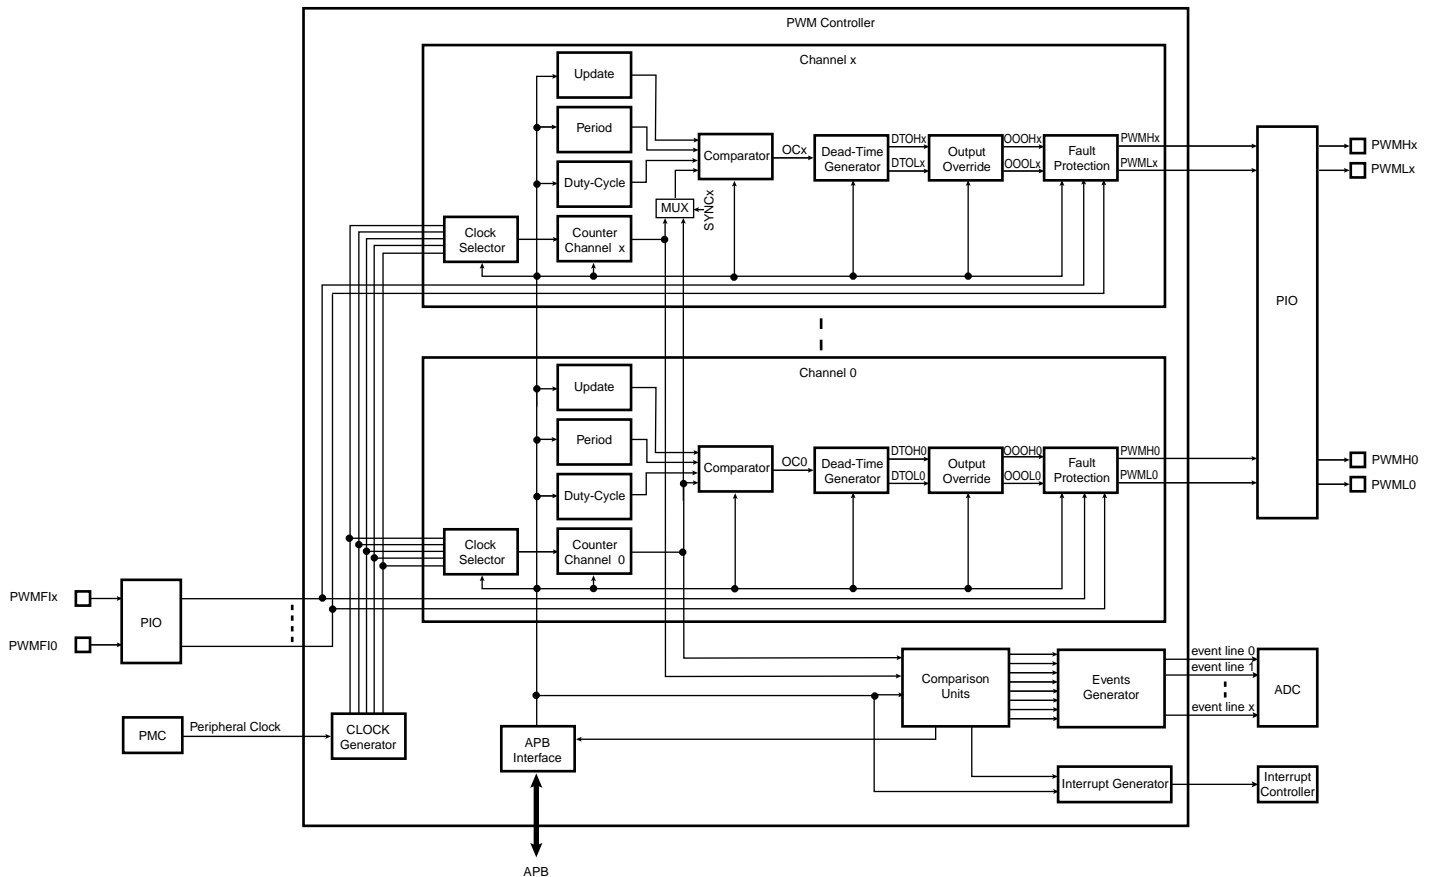 PWM Controller
Channel x
Update
Period
Duty-Cycle
Clock
Selector
Counter
Channel x
MUX
SYNCx
Comparator
OCx
Dead-Time
Generator
DTOHx
DTOLx
Output
Override
OOOHx
OOOLx
Fault
Protection
PWMHx
PWMLx
PIO
PWMHx
PWMLx
Channel 0
Update
Period
Duty-Cycle
Clock
Selector
Counter
Channel 0
Comparator
OC0
Dead-Time
Generator
DTOH0
DTOL0
Output
Override
OOOH0
OOOL0
Fault
Protection
PWMH0
PWML0
PWMH0
PWML0
PWMFIx
PWMFI0
PIO
PMC
Peripheral Clock
CLOCK
Generator
APB
Interface
APB
Comparison
Units
Events
Generator
event line 0
event line 1
event line x
ADC
Interrupt Generator
Interrupt
Controller